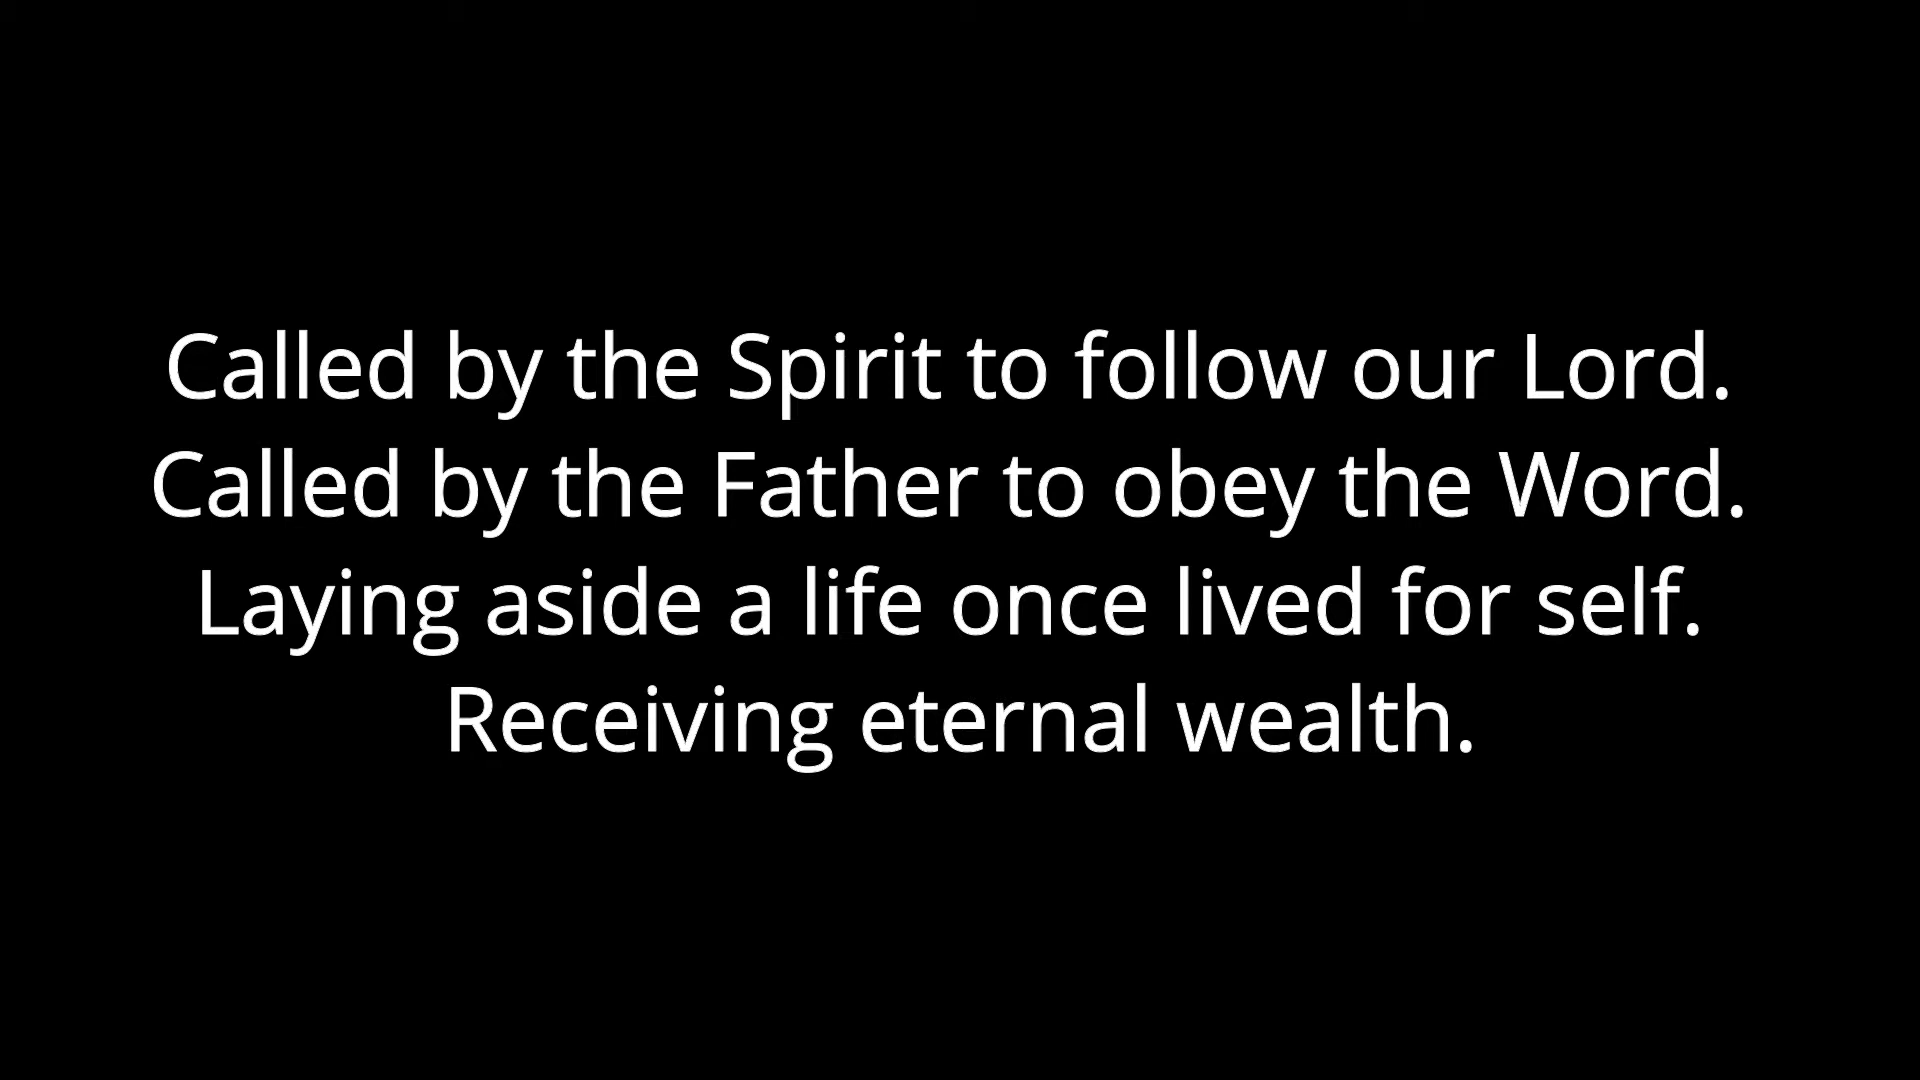 Called by the Spirit to follow our Lord.
Called by the Father to obey the Word.
Laying aside a life once lived for self.
Receiving eternal wealth.